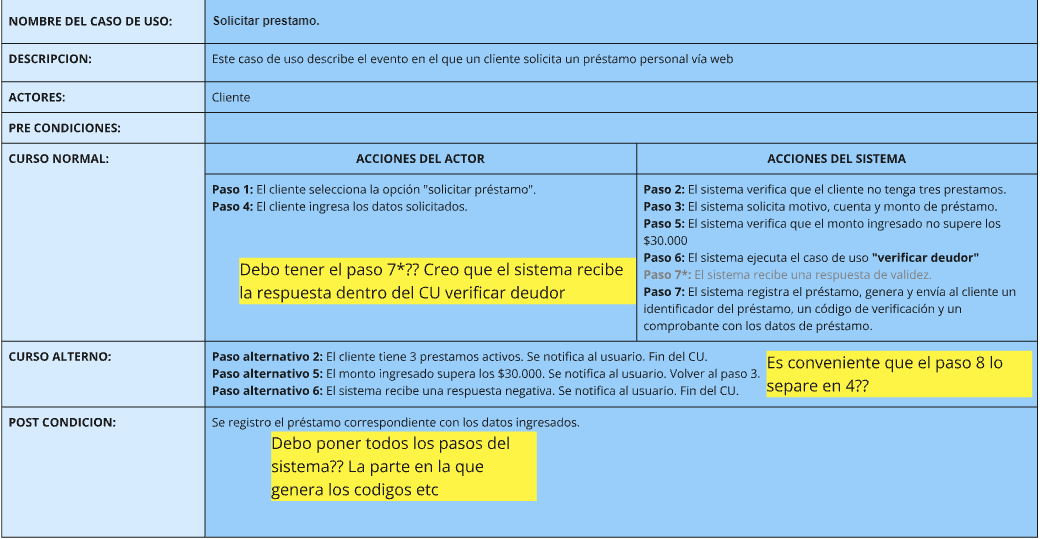 NOMBRE DEL CASO DE USO:
Solicitar prestamo.
DESCRIPCION:
Este caso de uso describe el evento en el que un cliente solicita un préstamo personal vía web
ACTORES:
Cliente
PRE CONDICIONES:
CURSO NORMAL:
ACCIONES DEL ACTOR
ACCIONES DEL SISTEMA
Paso 1: El cliente selecciona la opción "solicitar préstamo".
Paso 4: El cliente ingresa los datos solicitados.
Debo tener el paso 7*?? Creo que el sistema recibe
la respuesta dentro del CU verificar deudor
Paso 2: El sistema verifica que el cliente no tenga tres prestamos.
Paso 3: El sistema solicita motivo, cuenta y monto de préstamo.
Paso 5: El sistema verifica que el monto ingresado no supere los
$30.000
Paso 6: El sistema ejecuta el caso de uso "verificar deudor"
Paso 7*: El sistema recibe una respuesta de validez.
Paso 7: El sistema registra el préstamo, genera y envía al cliente un
identificador del préstamo, un código de verificación y un
comprobante con los datos de préstamo.
CURSO ALTERNO:
Paso alternativo 2: El cliente tiene 3 prestamos activos. Se notifica al usuario. Fin del CU.
Paso alternativo 5: El monto ingresado supera los $30.000. Se notifica al usuario. Volver al paso 3.
Paso alternativo 6: El sistema recibe una respuesta negativa. Se notifica al usuario. Fin del CU.
Es conveniente que el paso 8 lo
separe en 4??
POST CONDICION:
Se registro el préstamo correspondiente con los datos ingresados.
Debo poner todos los pasos del
sistema?? La parte en la que
genera los codigos etc